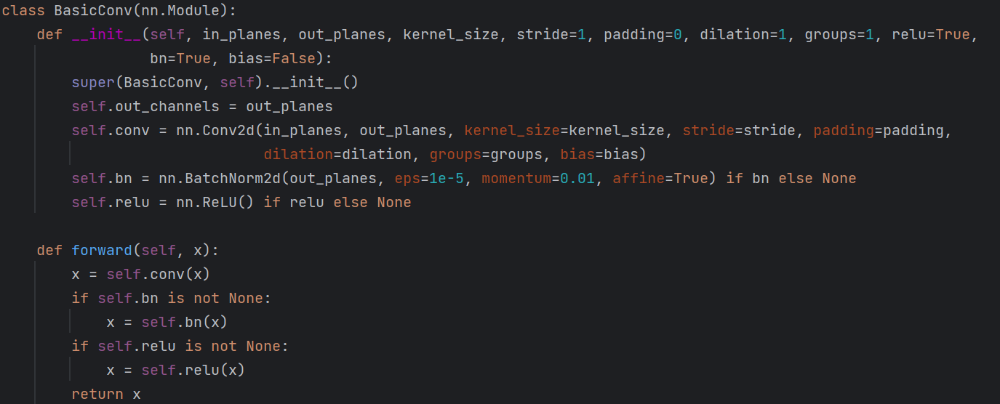 class BasicConv(nn.Module):
    def __init__(self, in_planes, out_planes, kernel_size, stride=1, padding=0, dilation=1, groups=1, relu=True,
                 bn=True, bias=False):
        super(BasicConv, self).__init__()
        self.out_channels = out_planes
        self.conv = nn.Conv2d(in_planes, out_planes, kernel_size=kernel_size, stride=stride, padding=padding,
                              dilation=dilation, groups=groups, bias=bias)
        self.bn = nn.BatchNorm2d(out_planes, eps=1e-5, momentum=0.01, affine=True) if bn else None
        self.relu = nn.ReLU() if relu else None

    def forward(self, x):
        x = self.conv(x)
        if self.bn is not None:
            x = self.bn(x)
        if self.relu is not None:
            x = self.relu(x)
        return x